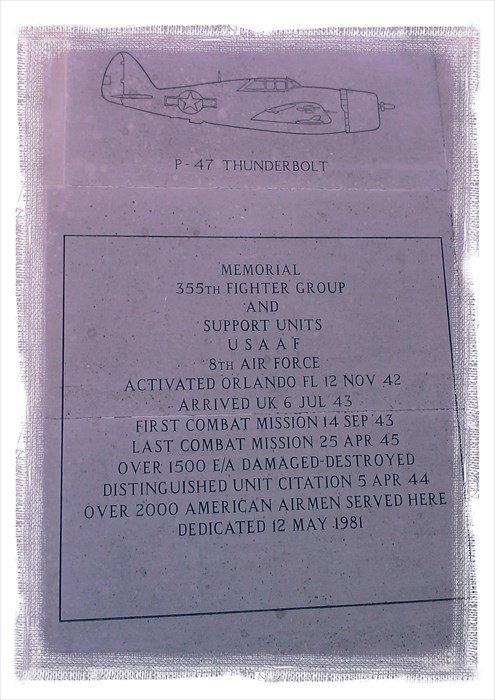 P-47 THUNDERBOLT
MEMORIAL
355TH FIGHTER GROUP
AND
SUPPORT UNITS
U S A A F
8TH AIR FORCE
ACTIVATED ORLANDO FL 12 NOV 42
ARRIVED UK 6 JUL 43
FIRST COMBAT MISSION 14 SEP 43
LAST COMBAT MISSION 25 APR 45
OVER 1500 E/A DAMAGED-DESTROYED
DISTINGUISHED UNIT CITATION 5 APR 44
OVER 2000 AMERICAN AIRMEN SERVED HERE
DEDICATED 12 MAY 1981